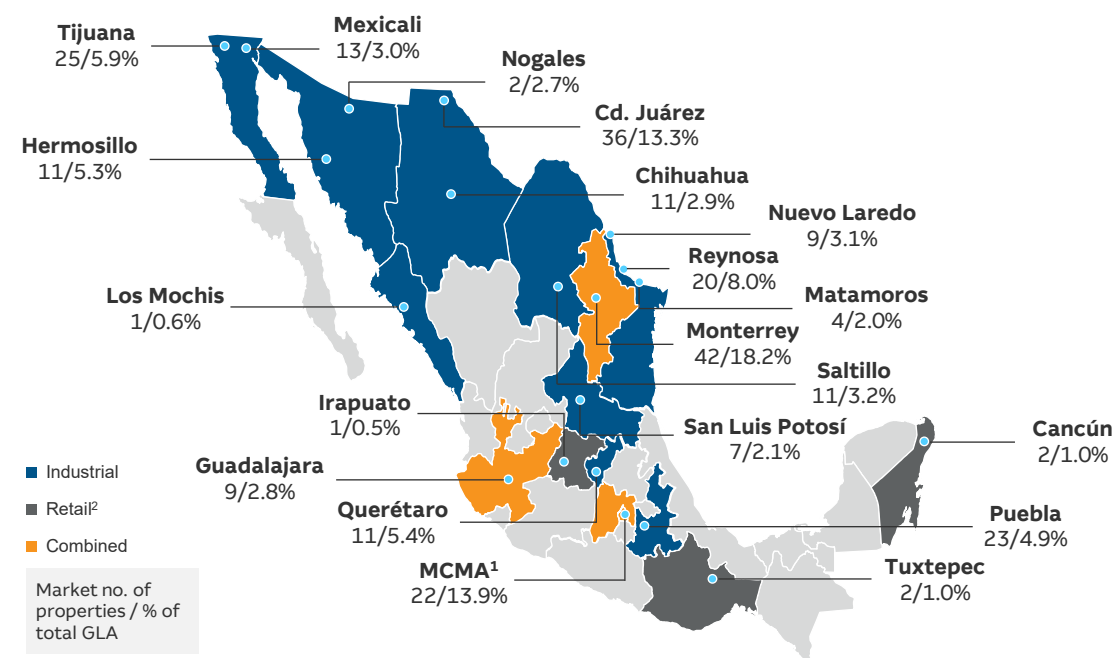 Tijuana
25/5.9%
Mexicali
13/3.0%
Nogales
2/2.7%
Cd. Juárez
36/13.3%
Hermosillo
11/5.3%
Chihuahua
11/2.9%
Nuevo Laredo
9/3.1%
Reynosa
20/8.0%
Los Mochis
1/0.6%
Matamoros
4/2.0%
Monterrey
42/18.2%
Saltillo
11/3.2%
Irapuato
1/0.5%
San Luis Potosí
7/2.1%
Cancún
2/1.0%
Guadalajara
9/2.8%
Querétaro
11/5.4%
Puebla
23/4.9%
MCMA¹
22/13.9%
Tuxtepec
2/1.0%
Industrial
Retail²
Combined
Market no. of
properties / % of
total GLA